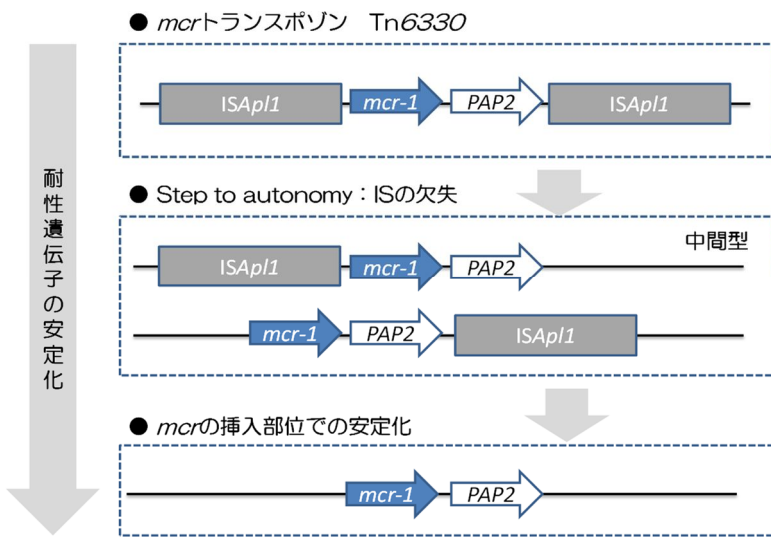 ● mcrトランスポゾン Tn6330
ISApl1 mcr-1 PAP2 ISApl1
耐性遺伝子の安定化
● Step to autonomy：ISの欠失
中間型
ISApl1 mcr-1 PAP2
mcr-1 PAP2 ISApl1
● mcrの挿入部位での安定化
mcr-1 PAP2